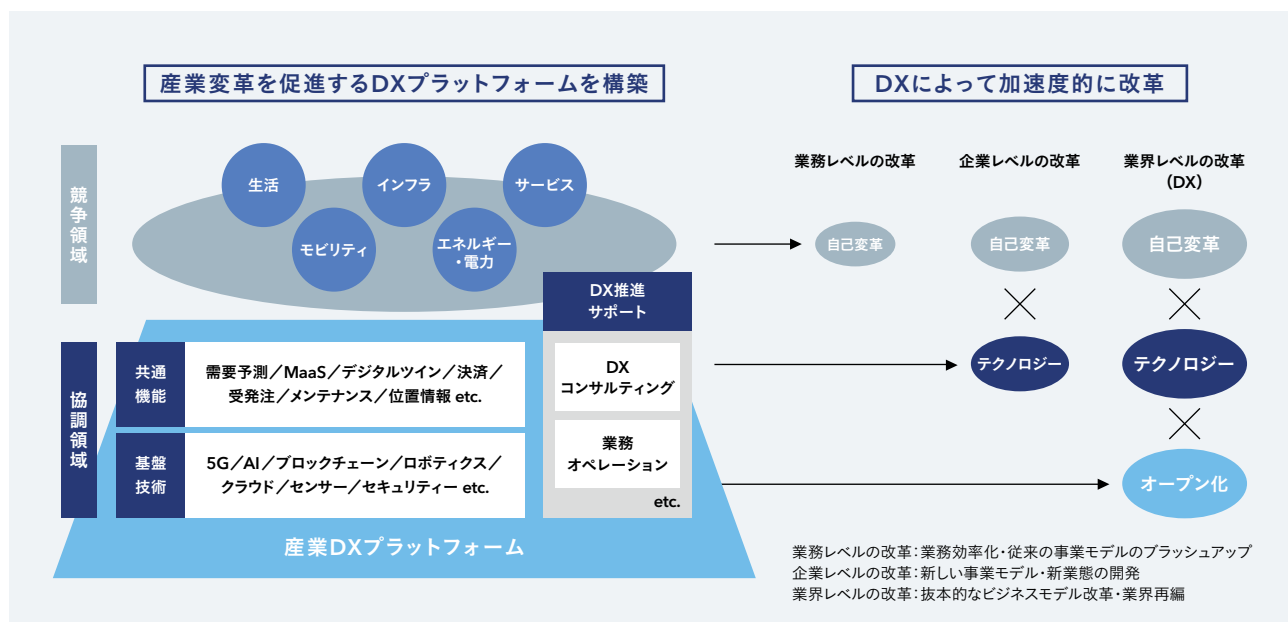 産業変革を促進するDXプラットフォームを構築
競争領域
生活
インフラ
サービス
モビリティ
エネルギー
・電力
DX推進
サポート
協調領域
共通
機能
需要予測／MaaS／デジタルツイン／決済／
受発注／メンテナンス／位置情報 etc.
DX
コンサルティング
基盤
技術
5G／AI／ブロックチェーン／ロボティクス／
クラウド／センサー／セキュリティー etc.
業務
オペレーション
etc.
産業DXプラットフォーム
DXによって加速度的に改革
業務レベルの改革
企業レベルの改革
業界レベルの改革
（DX）
自己変革
自己変革
自己変革
テクノロジー
テクノロジー
オープン化
業務レベルの改革：業務効率化・従来の事業モデルのブラッシュアップ
企業レベルの改革：新しい事業モデル・新業態の開発
業界レベルの改革：抜本的なビジネスモデル改革・業界再編